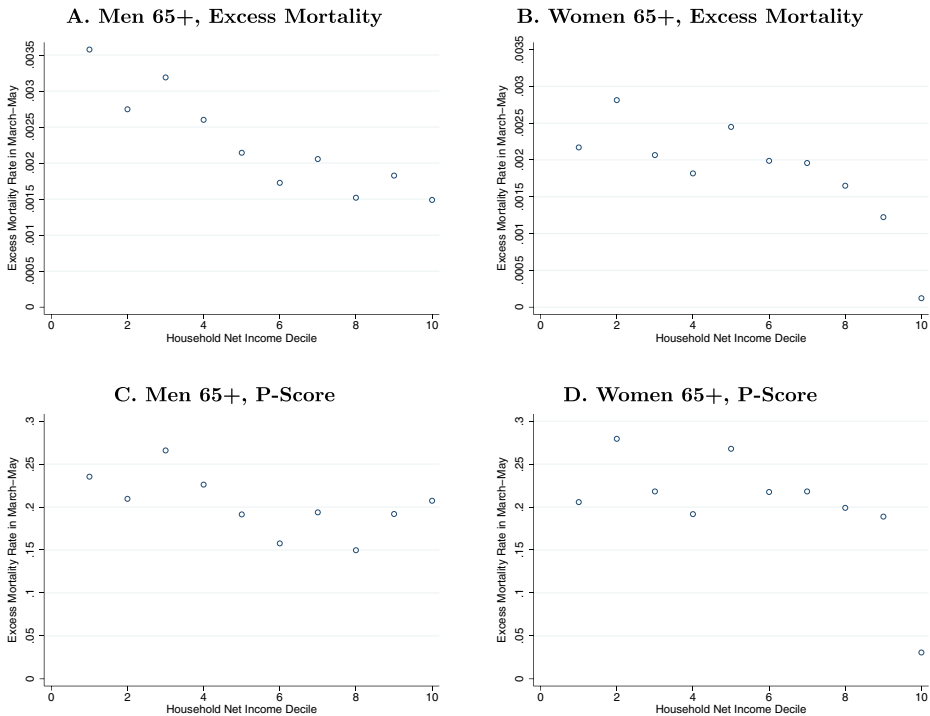 A. Men 65+, Excess Mortality
Excess Mortality Rate in March–May
.0035
.003
.0025
.002
.0015
.001
.0005
0
0 2 4 6 8 10
Household Net Income Decile
B. Women 65+, Excess Mortality
Excess Mortality Rate in March–May
.0035
.003
.0025
.002
.0015
.001
.0005
0
0 2 4 6 8 10
Household Net Income Decile
C. Men 65+, P-Score
Excess Mortality Rate in March–May
.3
.25
.2
.15
.1
.05
0
0 2 4 6 8 10
Household Net Income Decile
D. Women 65+, P-Score
Excess Mortality Rate in March–May
.3
.25
.2
.15
.1
.05
0
0 2 4 6 8 10
Household Net Income Decile